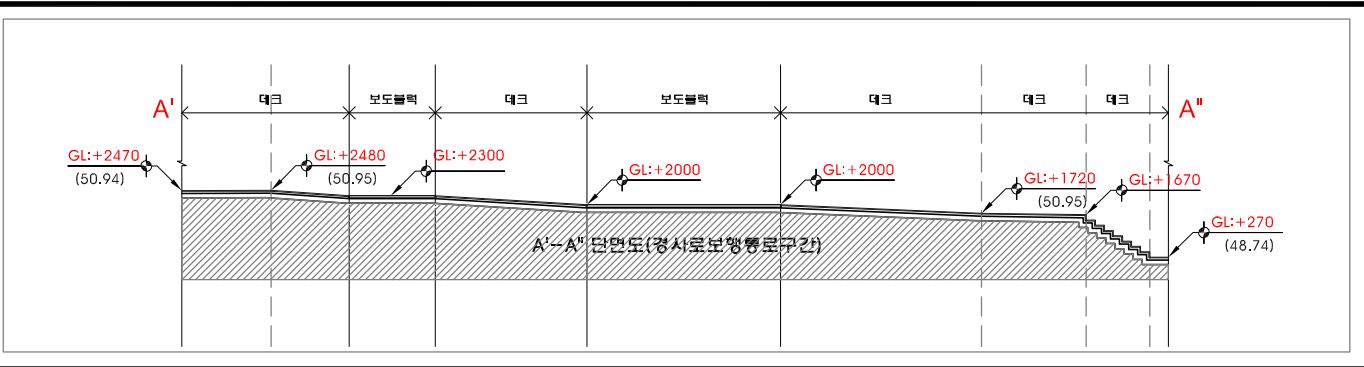 A'
데크
보도블럭
데크
보도블럭
데크
데크
데크
A"
GL:+2470
(50.94)
GL:+2480
(50.95)
GL:+2300
GL:+2000
GL:+2000
GL:+1720
(50.95)
GL:+1670
GL:+270
(48.74)
A'-A" 단면도(경사로보행통로구간)